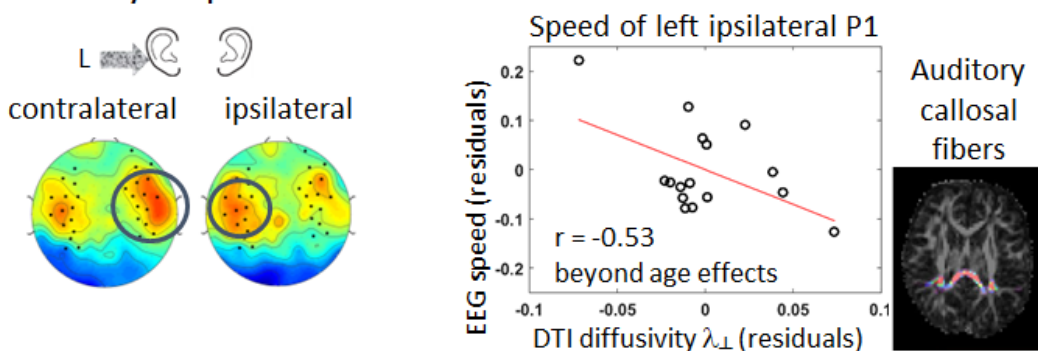 L
contralateral ipsilateral
Speed of left ipsilateral P1
EEG speed (residuals)
0.2
0.1
0
-0.1
-0.2
r = -0.53
beyond age effects
-0.1 -0.05 0 0.05 0.1
DTI diffusivity λ⊥ (residuals)
Auditory
callosal
fibers